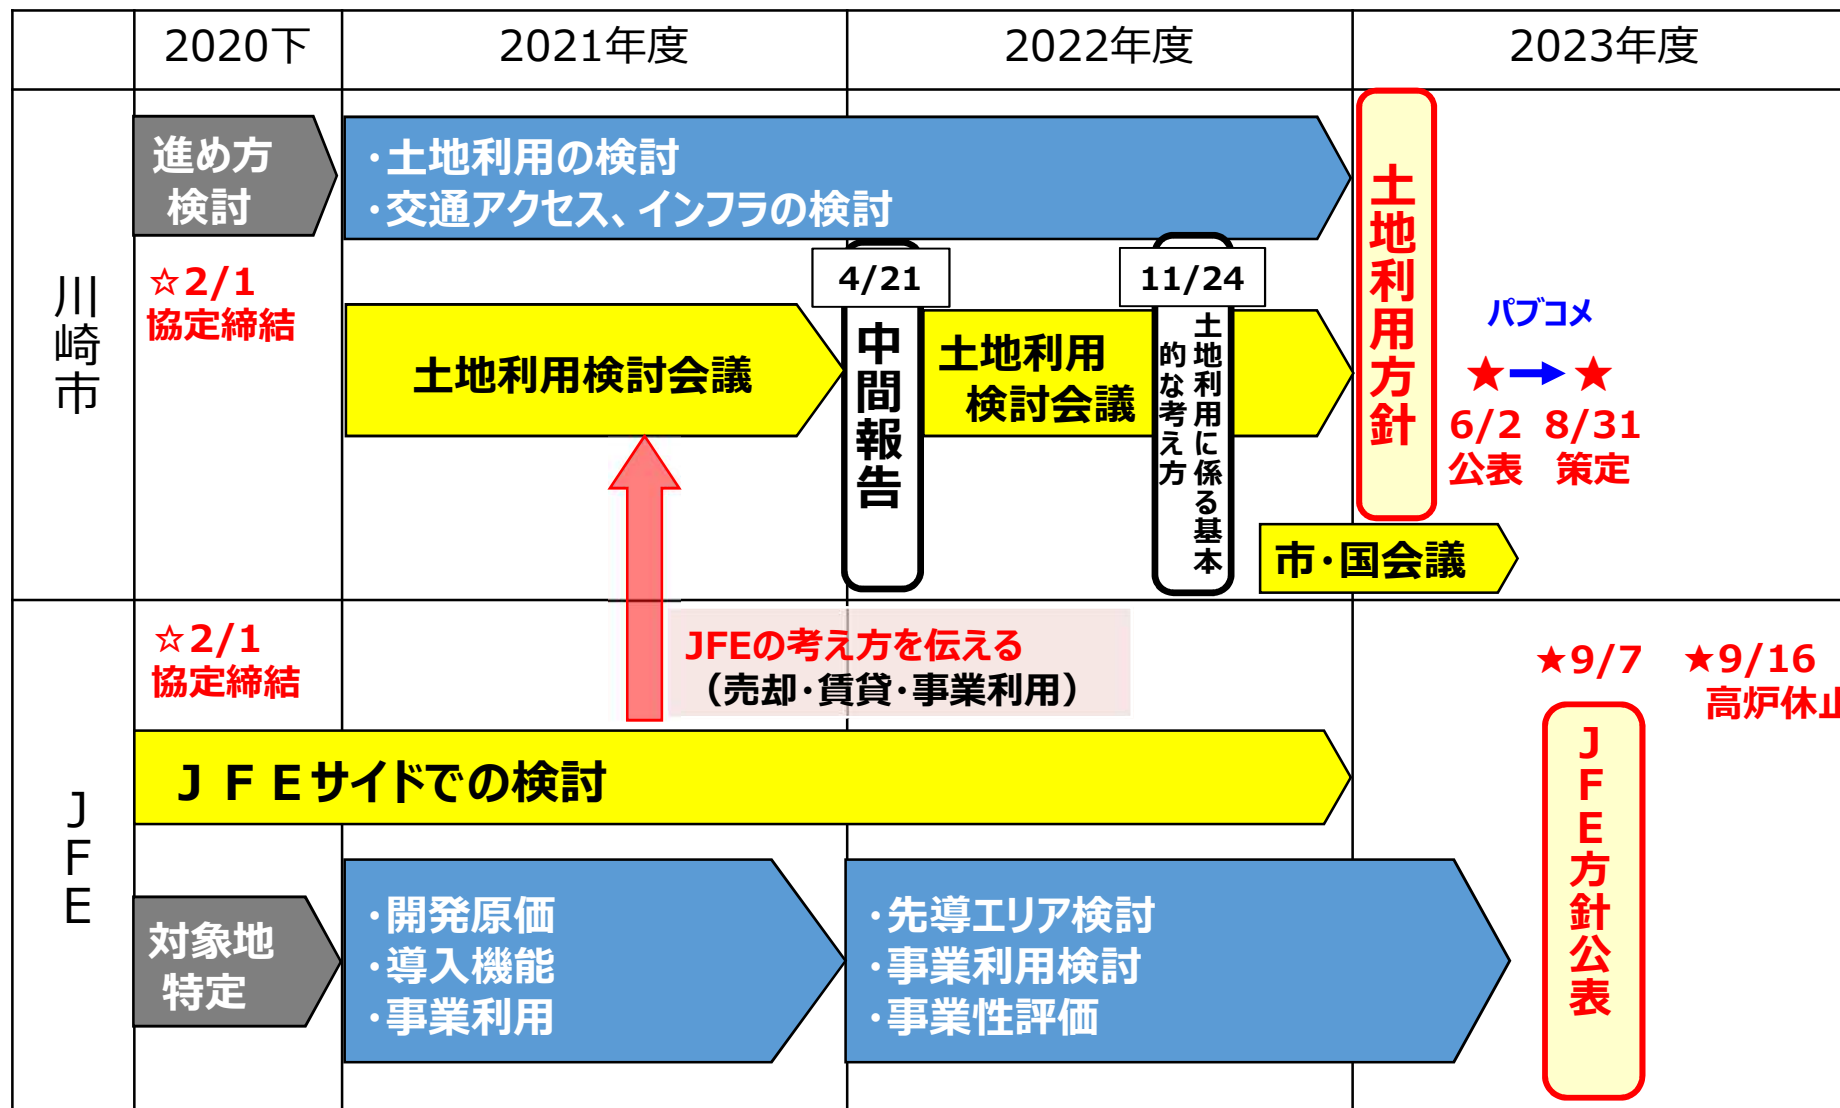 2020下
2021年度
2022年度
2023年度
川崎市
進め方
検討
・土地利用の検討
・交通アクセス、インフラの検討
☆2/1
協定締結
土地利用検討会議
4/21
中間報告
土地利用
検討会議
11/24
土地利用に係る基本
的な考え方
土地利用方針
パブコメ
★→★
6/2 8/31
公表 策定
市・国会議
JFE
☆2/1
協定締結
JFEの考え方を伝える
（売却・賃貸・事業利用）
★9/7
★9/16
高炉休止
ＪＦＥサイドでの検討
JFE方針公表
対象地
特定
・開発原価
・導入機能
・事業利用
・先導エリア検討
・事業利用検討
・事業性評価